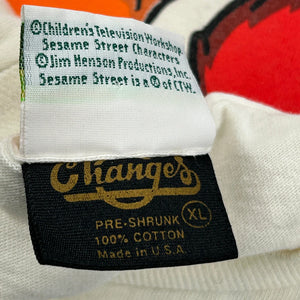 ©Children's Television Workshop.
Sesame Street Characters
©Jim Henson Productions, Inc.
Sesame Street is a ® of CTW.
Changes
PRE-SHRUNK XL
100% COTTON
Made in U.S.A.